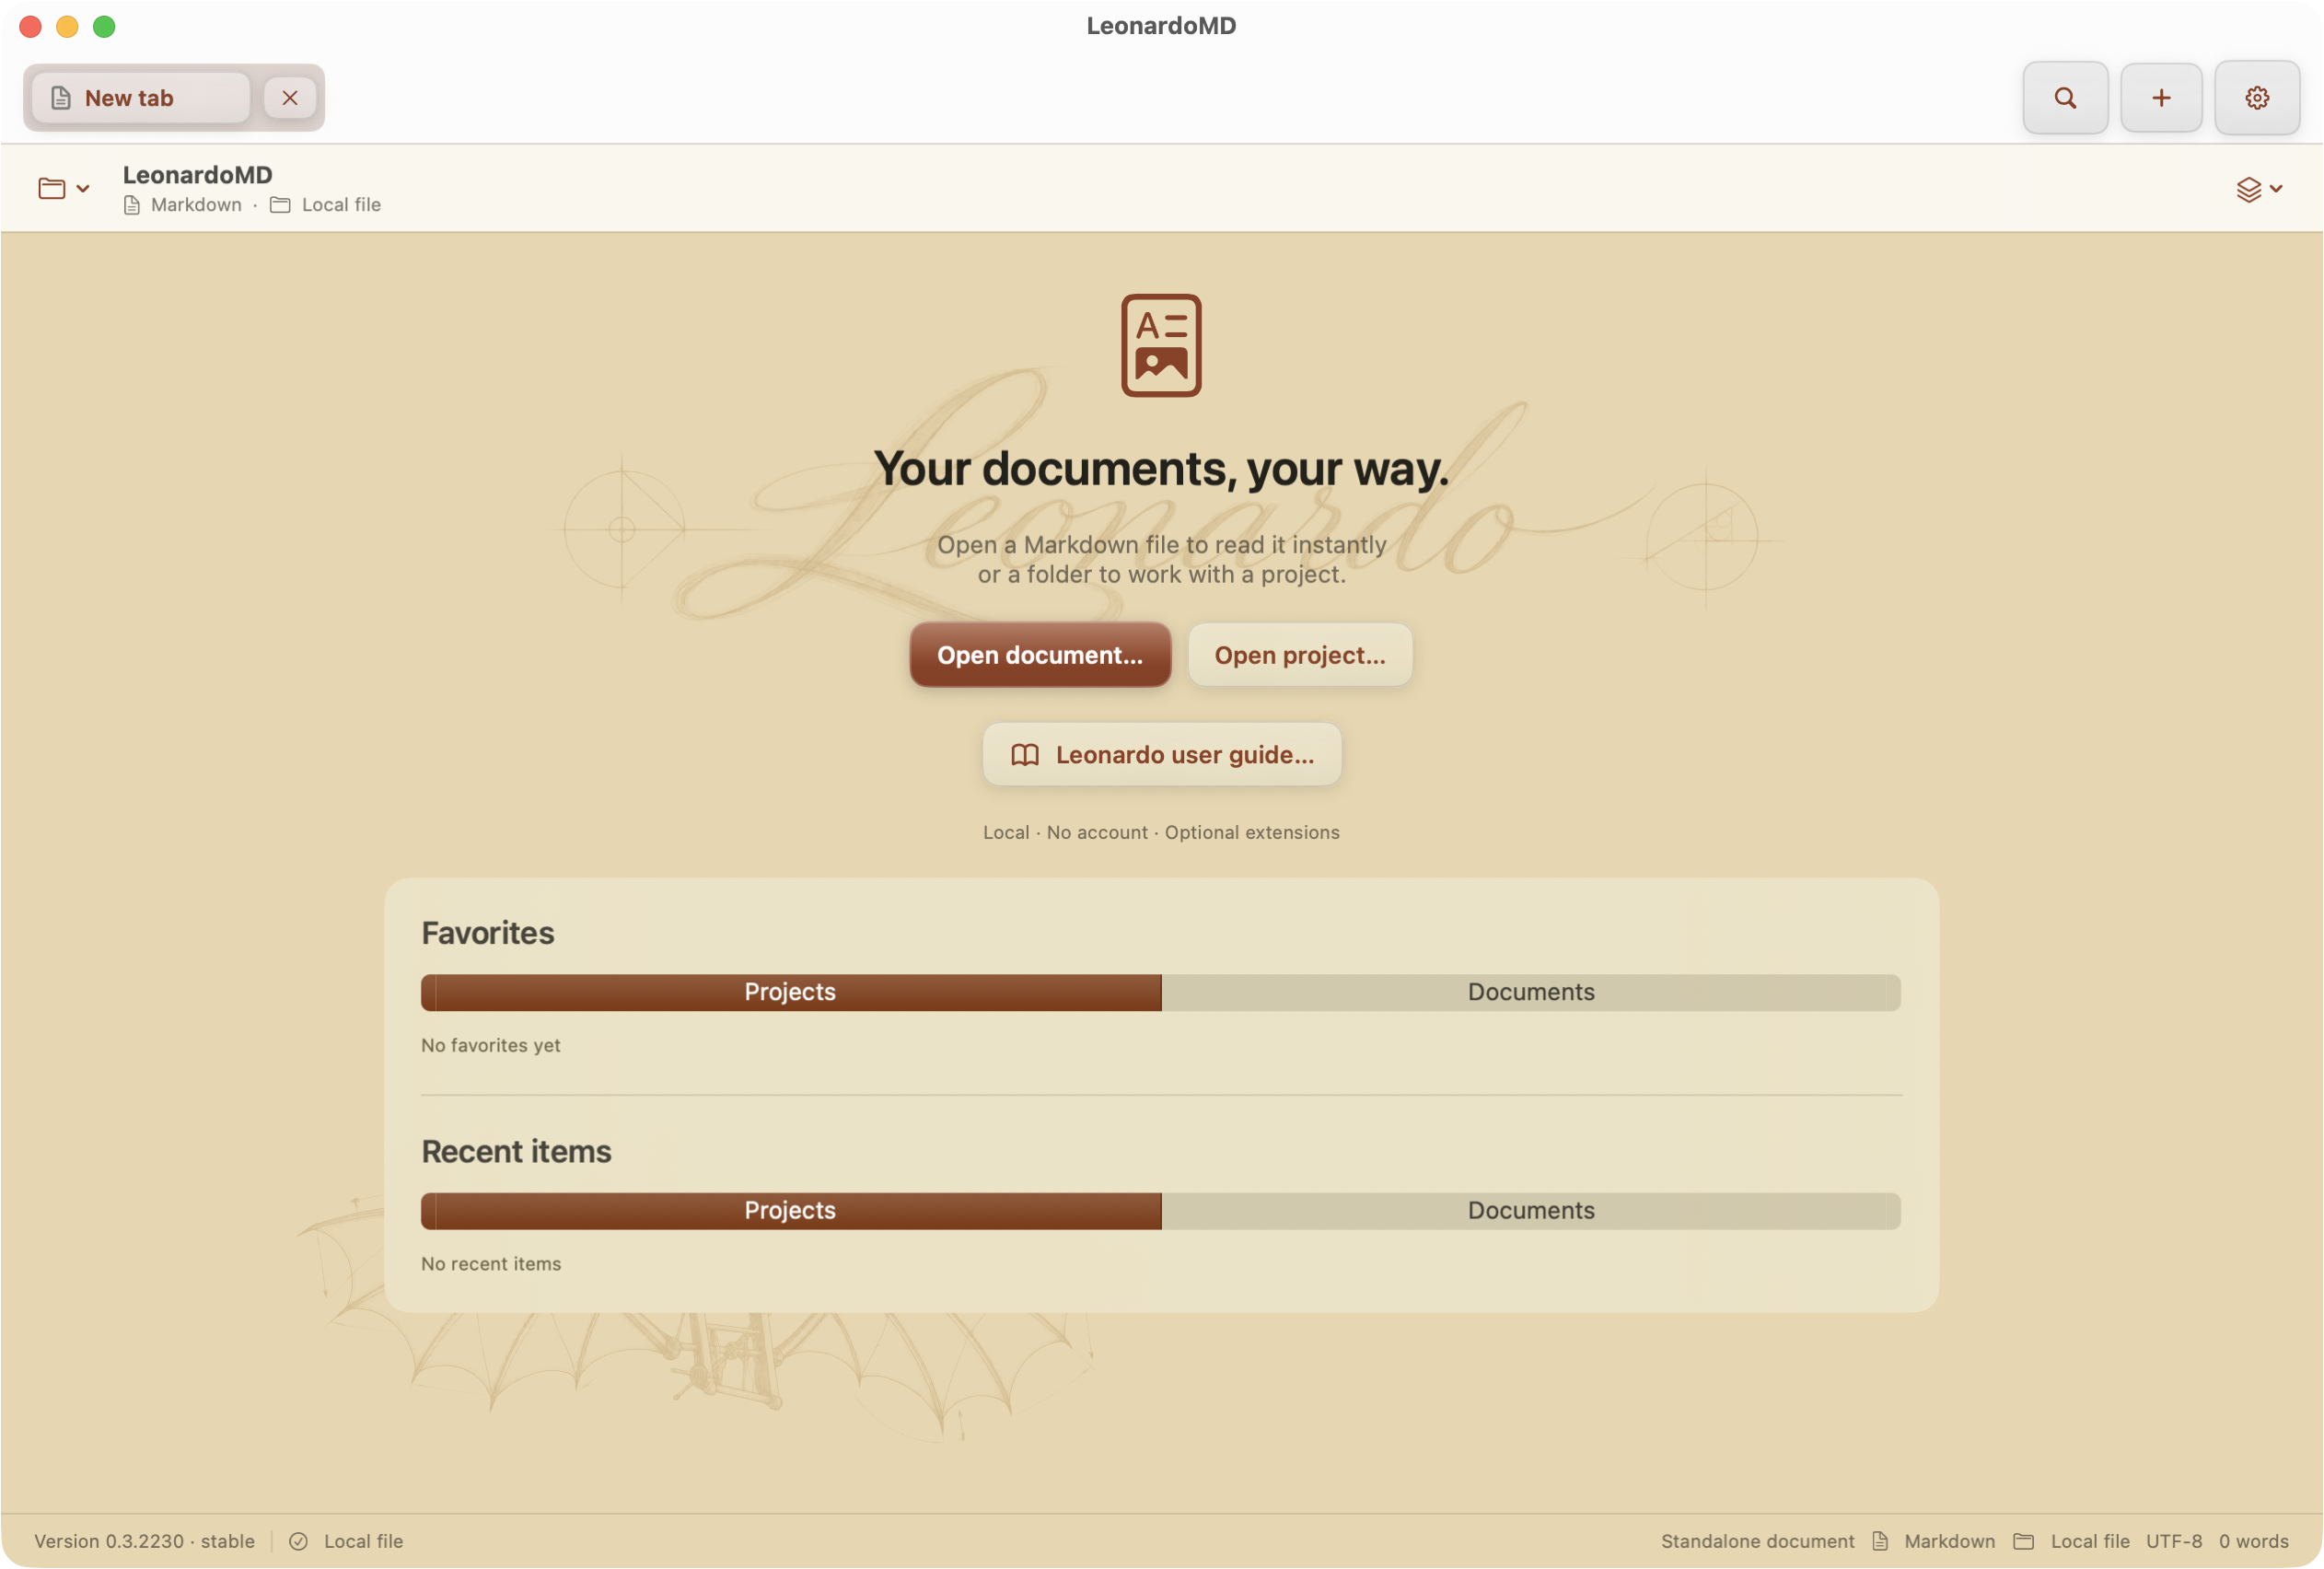 LeonardoMD
New tab
LeonardoMD
Markdown · Local file
A
Leonardo
Your documents, your way.
Open a Markdown file to read it instantly
or a folder to work with a project.
Open document...
Open project...
Leonardo user guide...
Local · No account · Optional extensions
Favorites
Projects
Documents
No favorites yet
Recent items
Projects
Documents
No recent items
Version 0.3.2230 · stable
Local file
Standalone document
Markdown
Local file
UTF-8
0 words